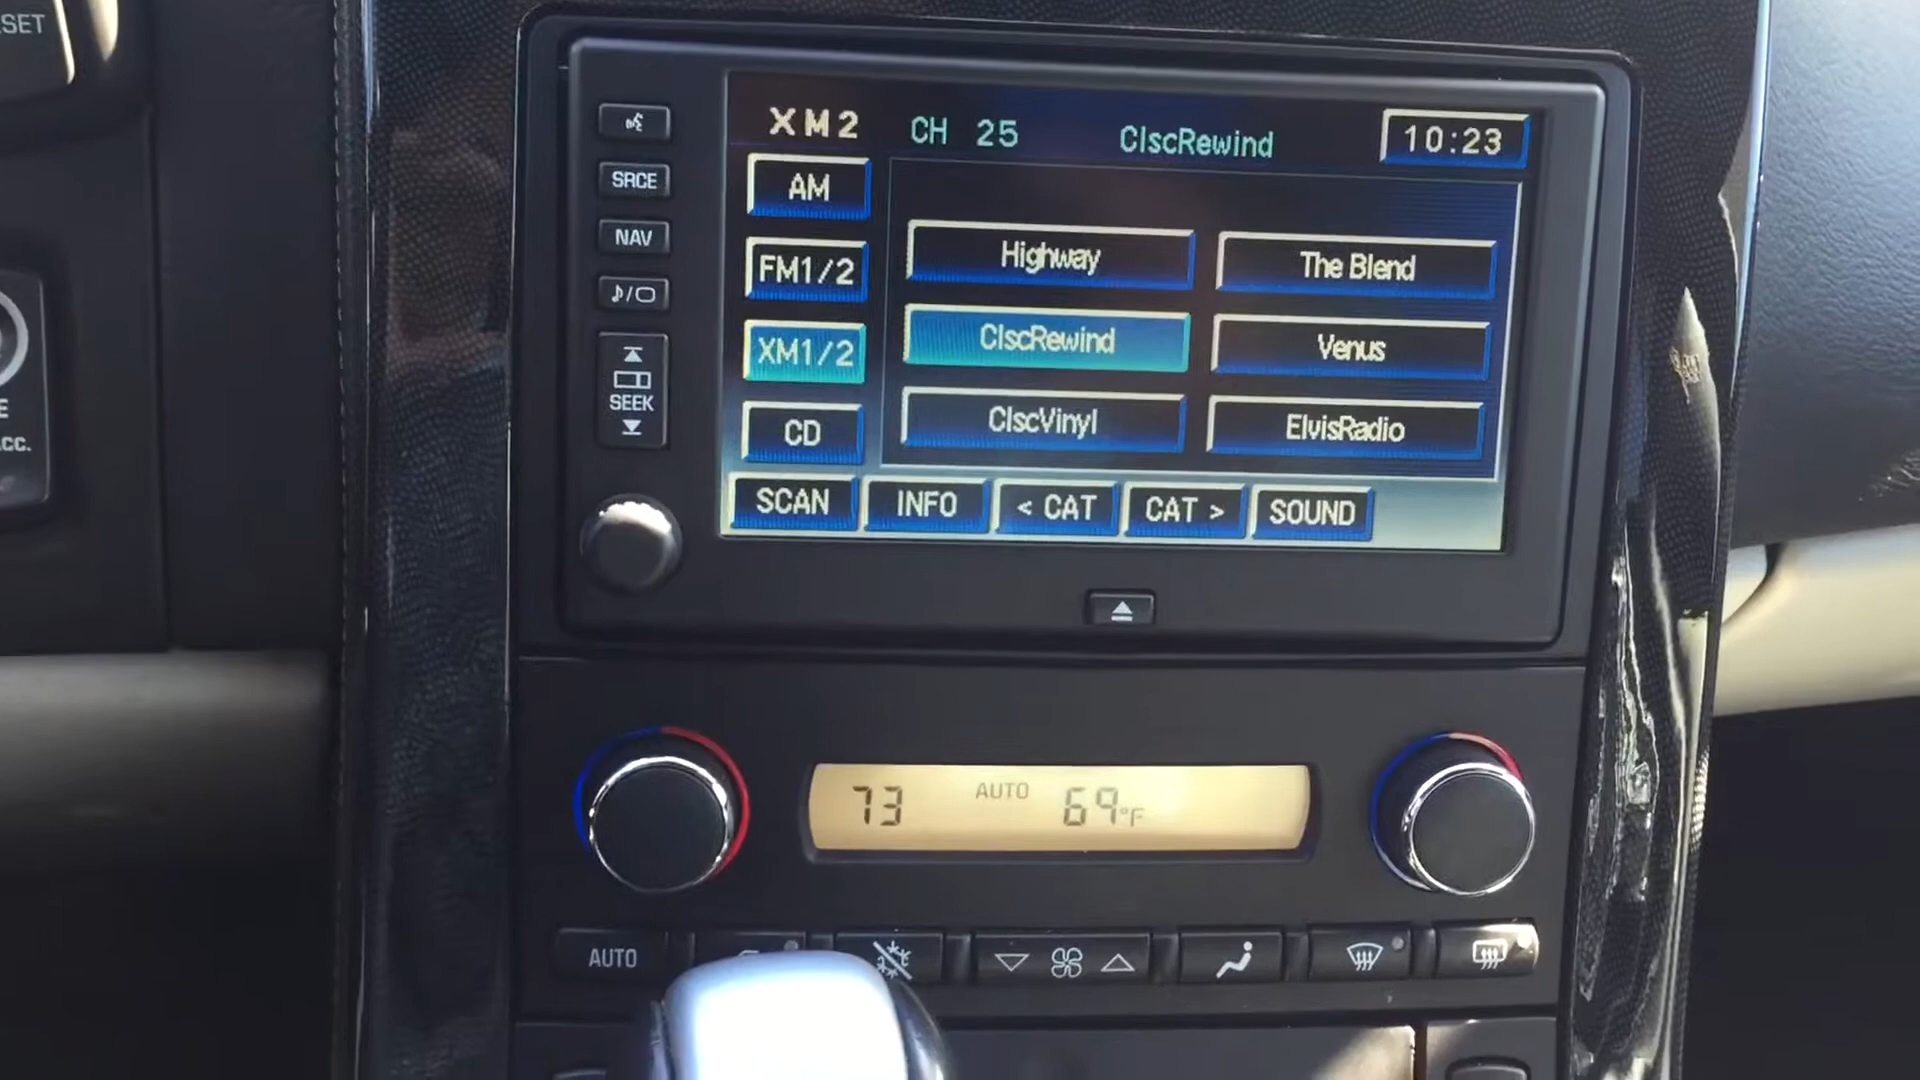 SET
XM2 CH 25 ClscRewind 10:23
SRCE
NAV
SEEK
AM
FM1/2
XM1/2
CD
Highway The Blend
ClscRewind Venus
ClscVinyl ElvisRadio
SCAN INFO < CAT CAT > SOUND
E
CC.
73 AUTO 69°F
AUTO